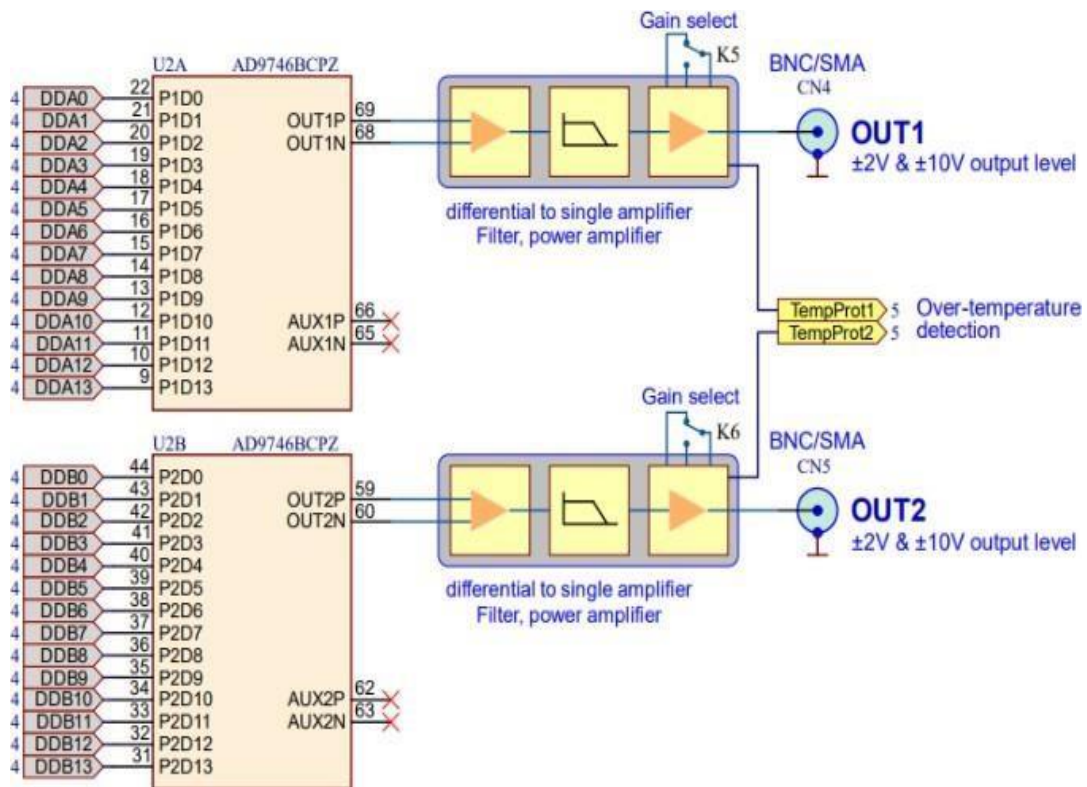 Gain select
K5
U2A AD9746BCPZ
BNC/SMA
CN4
4 DDA0 22 P1D0
4 DDA1 21 P1D1 OUT1P 69
4 DDA2 20 P1D2 OUT1N 68
4 DDA3 19 P1D3
4 DDA4 18 P1D4
4 DDA5 17 P1D5
4 DDA6 16 P1D6
4 DDA7 15 P1D7
4 DDA8 14 P1D8
4 DDA9 13 P1D9
4 DDA10 12 P1D10 AUX1P 66
4 DDA11 11 P1D11 AUX1N 65
4 DDA12 10 P1D12
4 DDA13 9 P1D13
OUT1
±2V & ±10V output level
differential to single amplifier
Filter, power amplifier
TempProt1 5 Over-temperature
TempProt2 5 detection
Gain select
K6
U2B AD9746BCPZ
BNC/SMA
CN5
4 DDB0 44 P2D0
4 DDB1 43 P2D1 OUT2P 59
4 DDB2 42 P2D2 OUT2N 60
4 DDB3 41 P2D3
4 DDB4 40 P2D4
4 DDB5 39 P2D5
4 DDB6 38 P2D6
4 DDB7 37 P2D7
4 DDB8 36 P2D8
4 DDB9 35 P2D9
4 DDB10 34 P2D10 AUX2P 62
4 DDB11 33 P2D11 AUX2N 63
4 DDB12 32 P2D12
4 DDB13 31 P2D13
OUT2
±2V & ±10V output level
differential to single amplifier
Filter, power amplifier